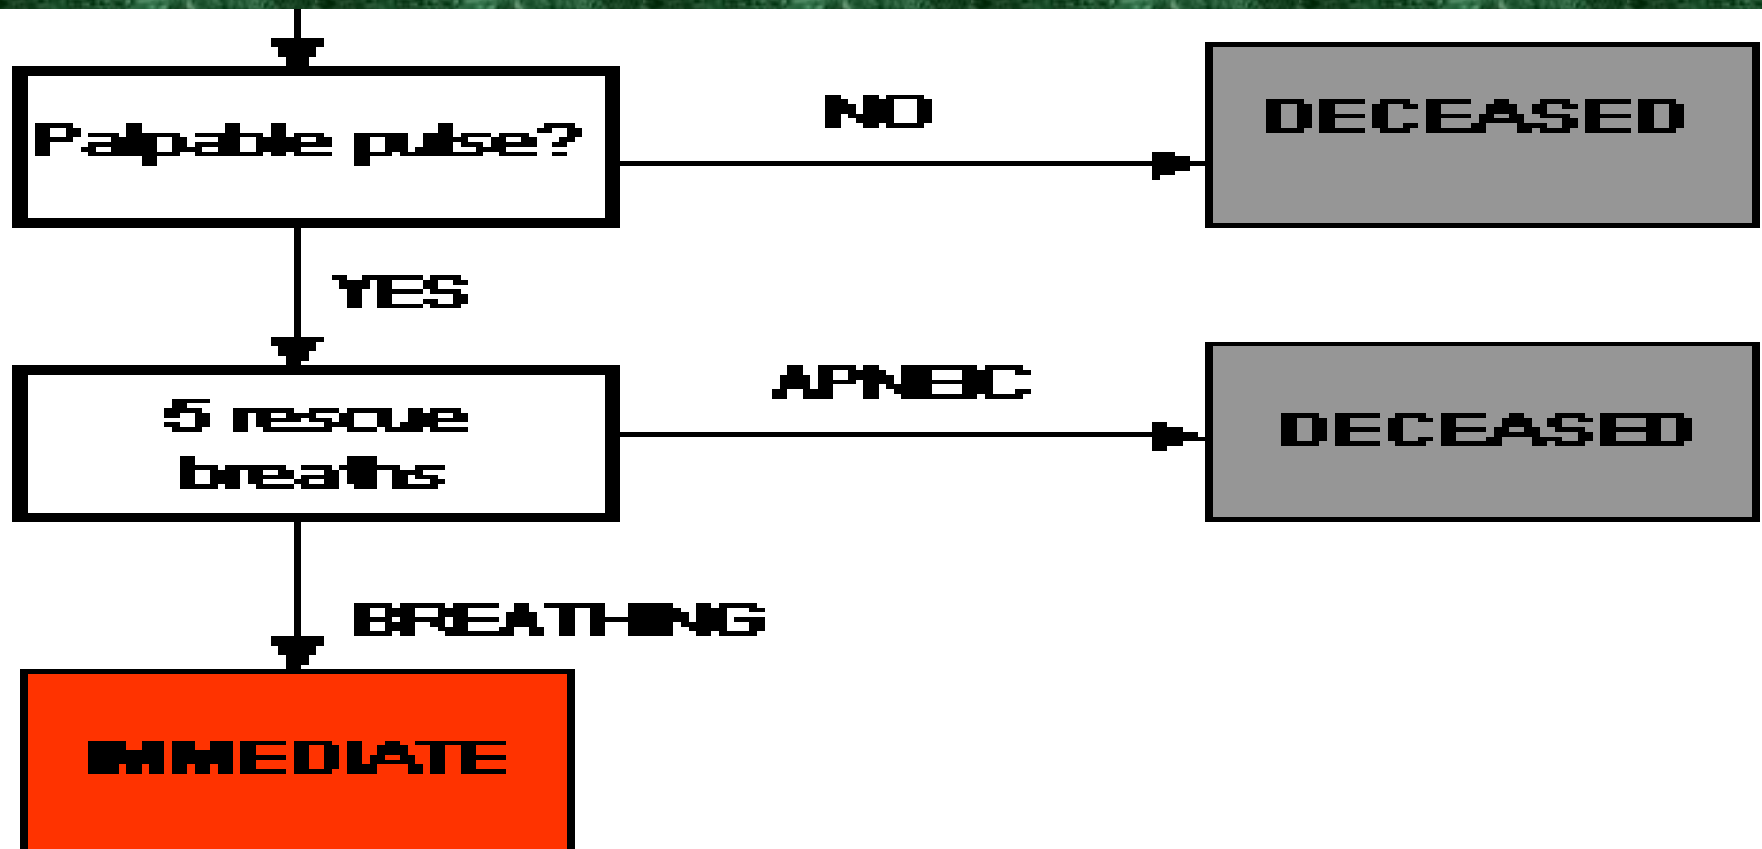 Palpable pulse?
NO
DECEASED
YES
5 rescue
breaths
APNEIC
DECEASED
BREATHING
IMMEDIATE